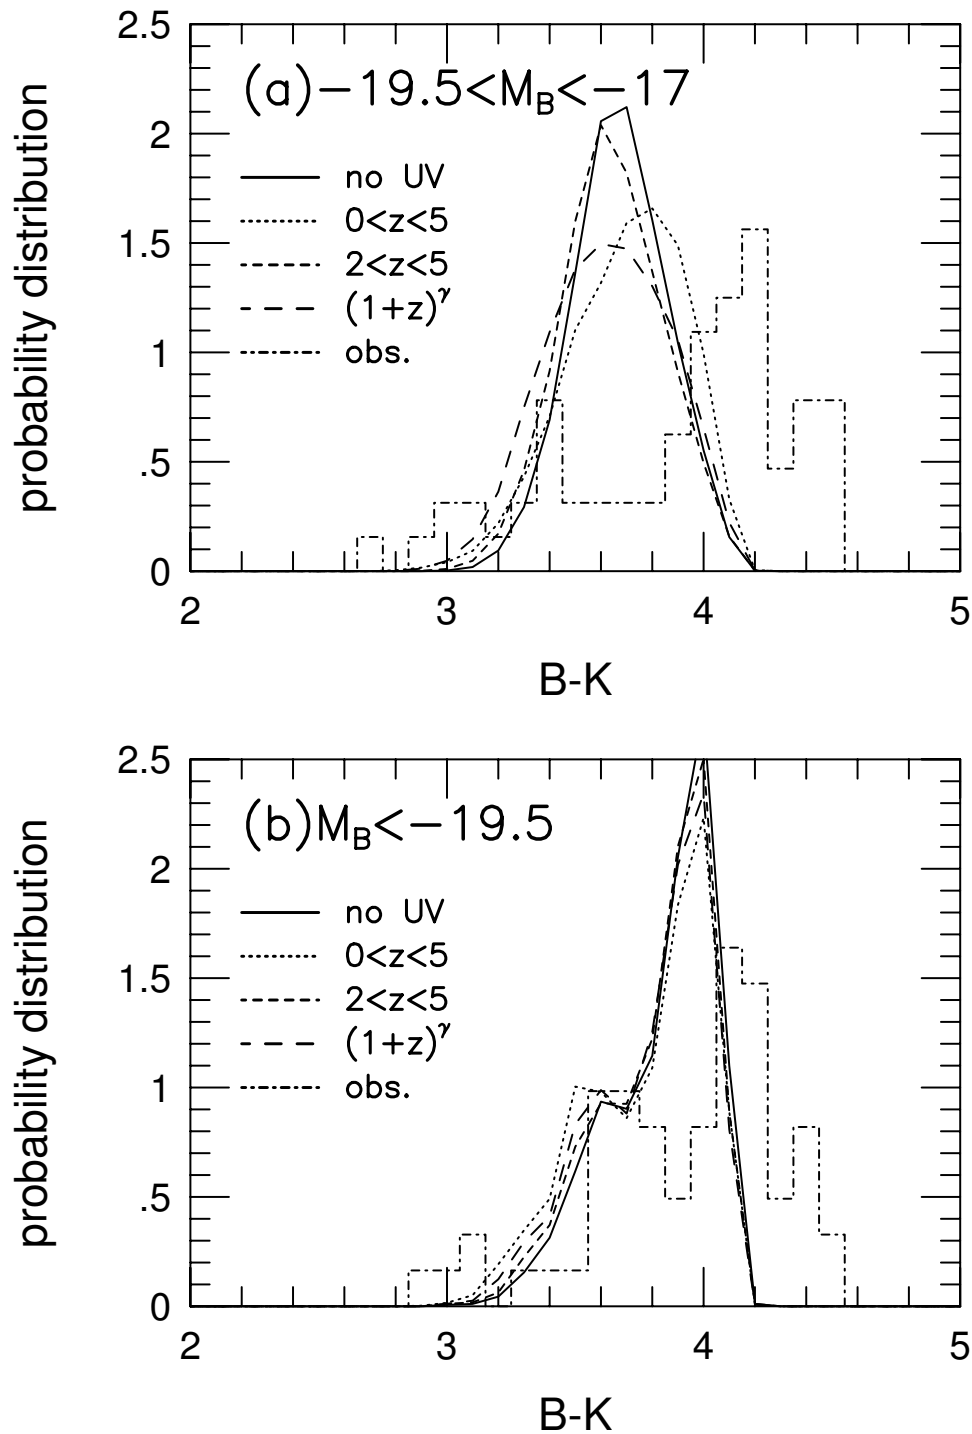 2.5
(a)−19.5<M_B<−17
2
no UV
0<z<5
1.5
2<z<5
(1+z)^γ
1
obs.
.5
0
2 3 4 5
B-K
probability distribution
2.5
(b)M_B<−19.5
2
no UV
0<z<5
1.5
2<z<5
(1+z)^γ
1
obs.
.5
0
2 3 4 5
B-K
probability distribution